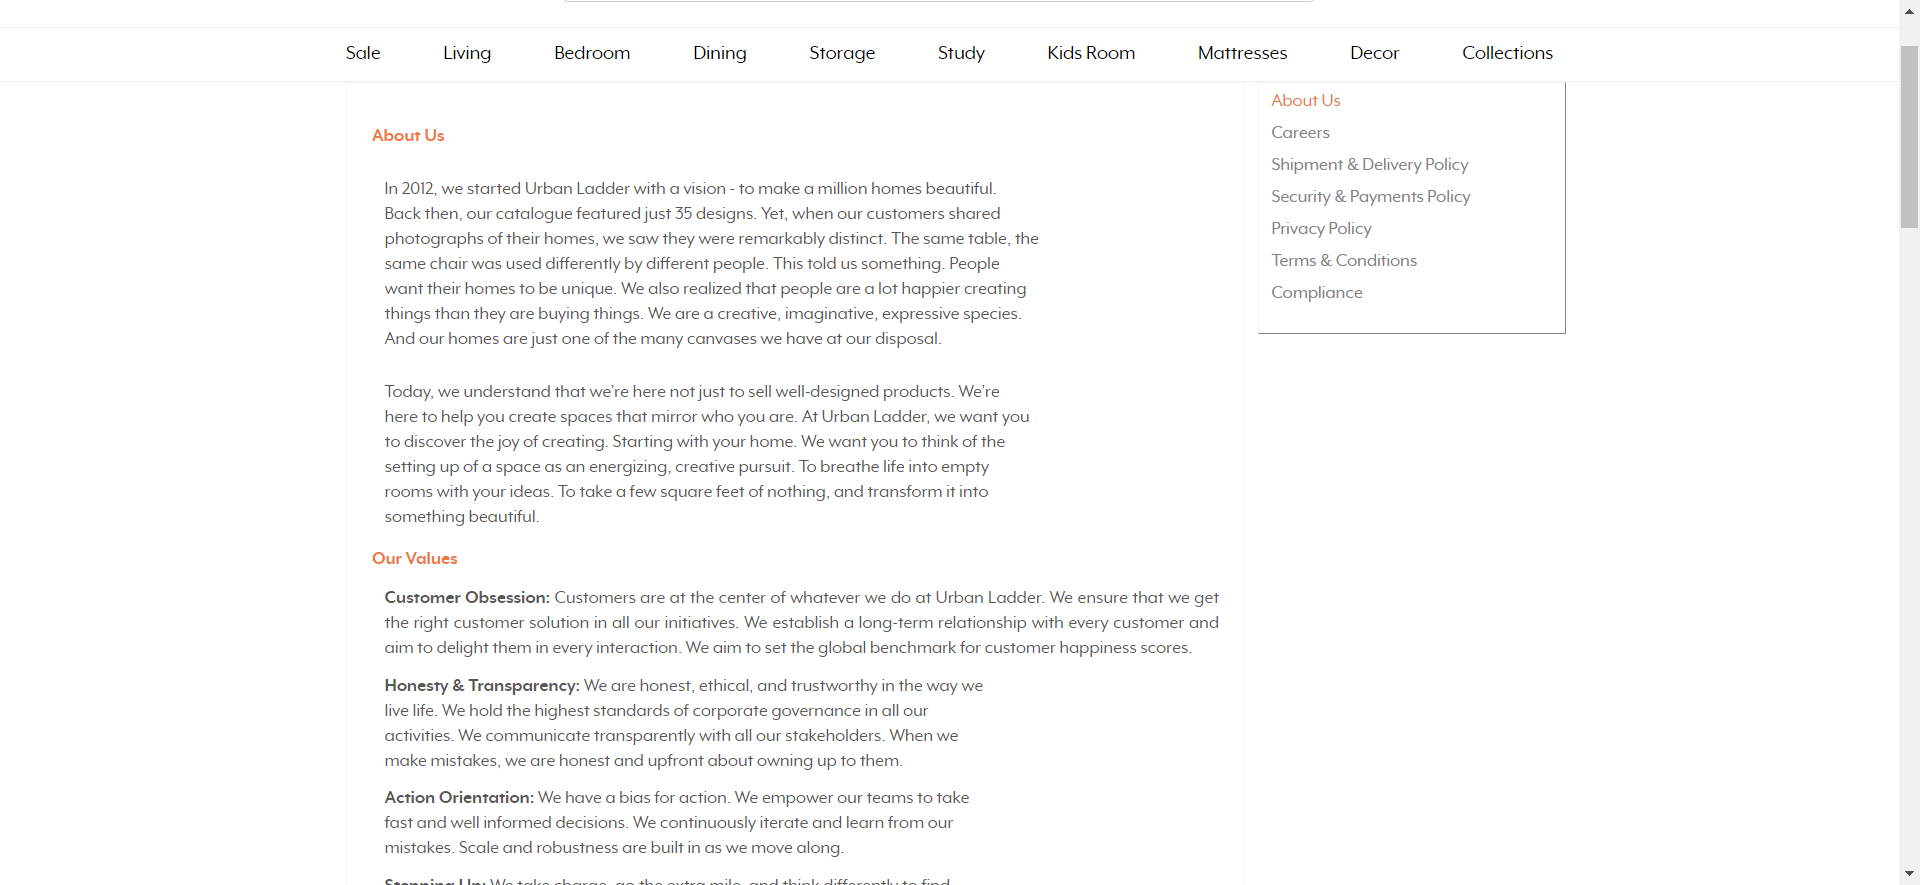 Sale Living Bedroom Dining Storage Study Kids Room Mattresses Decor Collections
About Us
In 2012, we started Urban Ladder with a vision - to make a million homes beautiful.
Back then, our catalogue featured just 35 designs. Yet, when our customers shared
photographs of their homes, we saw they were remarkably distinct. The same table, the
same chair was used differently by different people. This told us something. People
want their homes to be unique. We also realized that people are a lot happier creating
things than they are buying things. We are a creative, imaginative, expressive species.
And our homes are just one of the many canvases we have at our disposal.
Today, we understand that we're here not just to sell well-designed products. We're
here to help you create spaces that mirror who you are. At Urban Ladder, we want you
to discover the joy of creating. Starting with your home. We want you to think of the
setting up of a space as an energizing, creative pursuit. To breathe life into empty
rooms with your ideas. To take a few square feet of nothing, and transform it into
something beautiful.
Our Values
Customer Obsession: Customers are at the center of whatever we do at Urban Ladder. We ensure that we get
the right customer solution in all our initiatives. We establish a long-term relationship with every customer and
aim to delight them in every interaction. We aim to set the global benchmark for customer happiness scores.
Honesty & Transparency: We are honest, ethical, and trustworthy in the way we
live life. We hold the highest standards of corporate governance in all our
activities. We communicate transparently with all our stakeholders. When we
make mistakes, we are honest and upfront about owning up to them.
Action Orientation: We have a bias for action. We empower our teams to take
fast and well informed decisions. We continuously iterate and learn from our
mistakes. Scale and robustness are built in as we move along.
Stepping Up: We take charge, go the extra mile, and think differently to find
About Us
Careers
Shipment & Delivery Policy
Security & Payments Policy
Privacy Policy
Terms & Conditions
Compliance